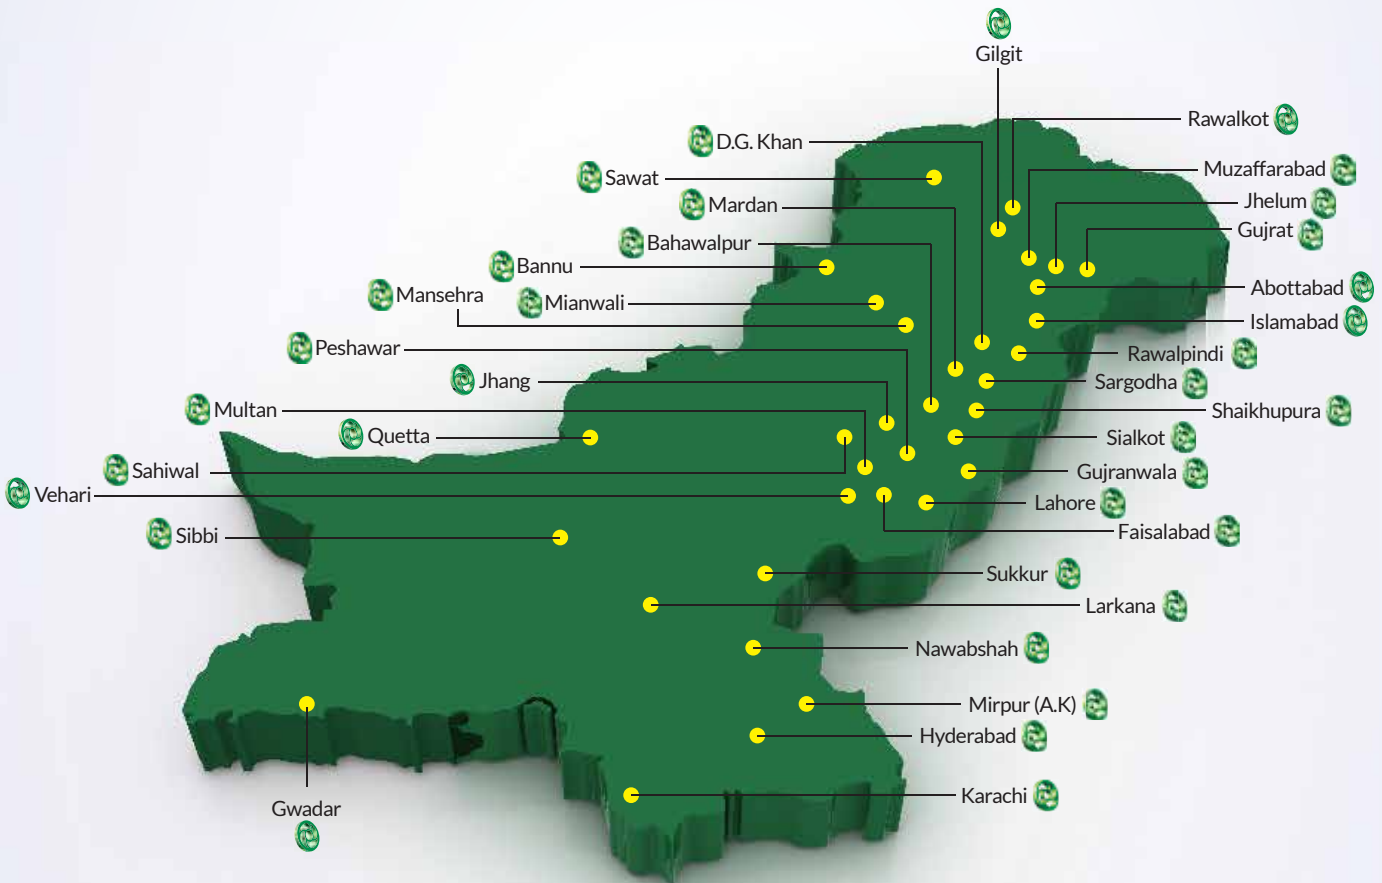 Gilgit
Rawalkot
D.G. Khan
Muzaffarabad
Sawat
Jhelum
Mardan
Gujrat
Bahawalpur
Bannu
Abottabad
Mansehra
Mianwali
Islamabad
Peshawar
Rawalpindi
Jhang
Sargodha
Multan
Shaikhupura
Quetta
Sialkot
Sahiwal
Gujranwala
Vehari
Lahore
Sibbi
Faisalabad
Sukkur
Larkana
Nawabshah
Mirpur (A.K)
Hyderabad
Karachi
Gwadar